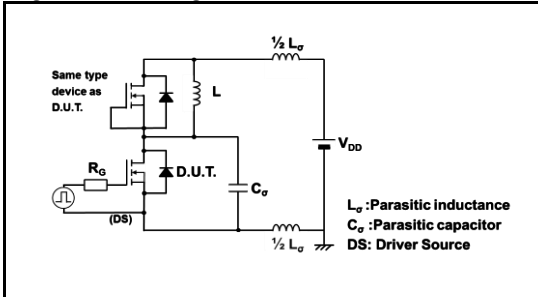 ½ Lσ
Same type
device as
D.U.T.
L
VDD
RG
D.U.T.
Cσ
(DS)
½ Lσ
Lσ :Parasitic inductance
Cσ :Parasitic capacitor
DS: Driver Source